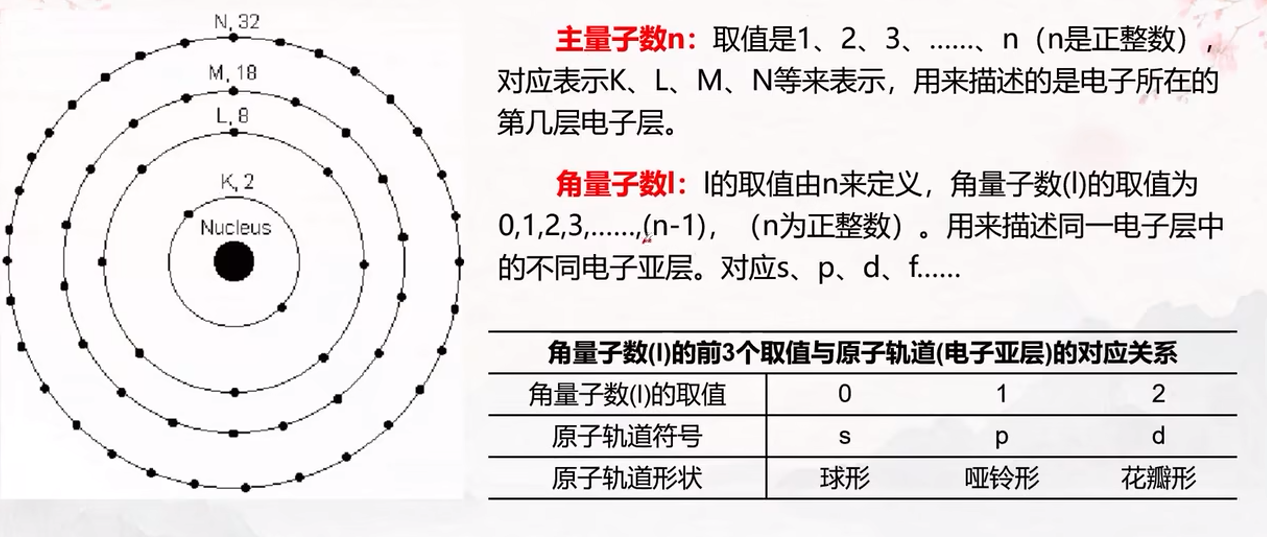 N, 32
M, 18
L, 8
K, 2
Nucleus
主量子数n：取值是1、2、3、……、n（n是正整数），
对应表示K、L、M、N等来表示，用来描述的是电子所在的
第几层电子层。
角量子数l：l的取值由n来定义，角量子数(l)的取值为
0,1,2,3,……,(n-1)，（n为正整数）。用来描述同一电子层中
的不同电子亚层。对应s、p、d、f……
角量子数(l)的前3个取值与原子轨道(电子亚层)的对应关系
角量子数(l)的取值 0 1 2
原子轨道符号 s p d
原子轨道形状 球形 哑铃形 花瓣形